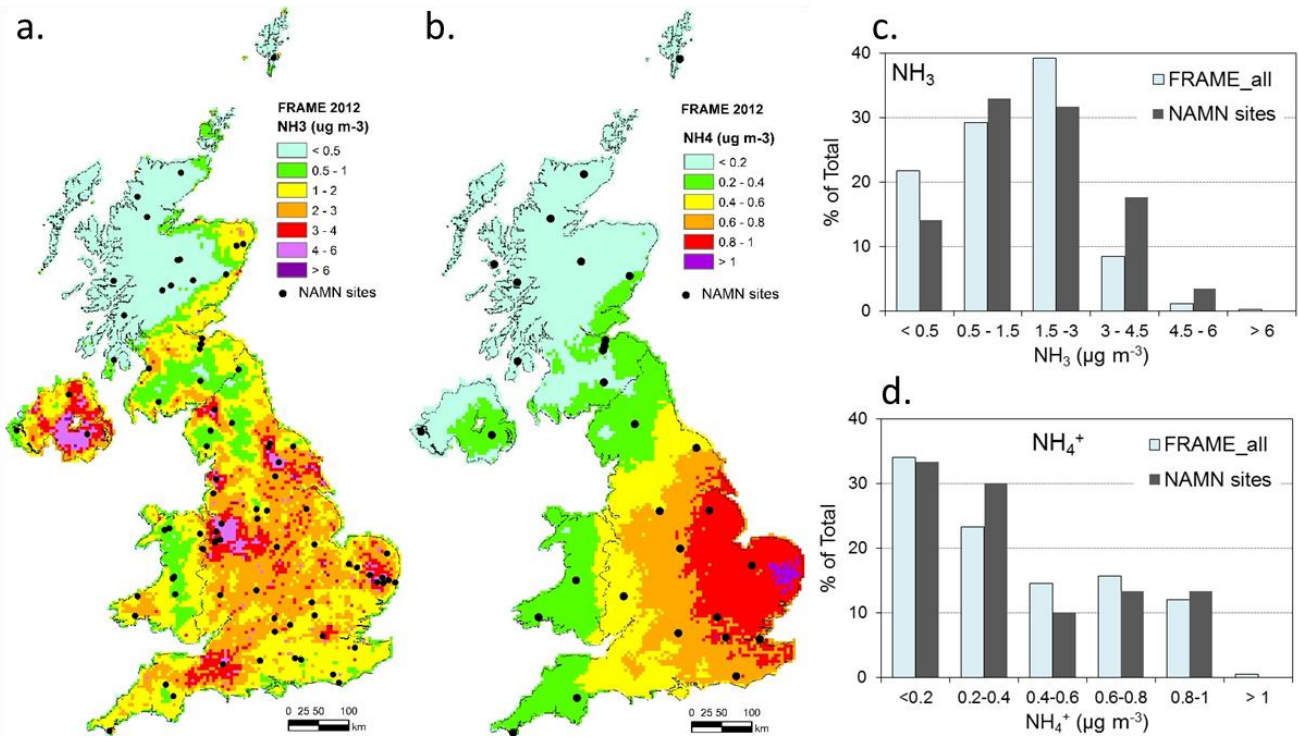 a.
FRAME 2012
NH3 (ug m-3)
< 0.5
0.5 - 1
1 - 2
2 - 3
3 - 4
4 - 6
> 6
NAMN sites
0 25 50 100
km
b.
FRAME 2012
NH4 (ug m-3)
< 0.2
0.2 - 0.4
0.4 - 0.6
0.6 - 0.8
0.8 - 1
> 1
NAMN sites
0 25 50 100
km
c.
NH₃
FRAME_all
NAMN sites
% of Total
40
30
20
10
0
< 0.5 0.5 - 1.5 1.5 - 3 3 - 4.5 4.5 - 6 > 6
NH₃ (µg m⁻³)
d.
NH₄⁺
FRAME_all
NAMN sites
% of Total
40
30
20
10
0
<0.2 0.2-0.4 0.4-0.6 0.6-0.8 0.8-1 > 1
NH₄⁺ (µg m⁻³)